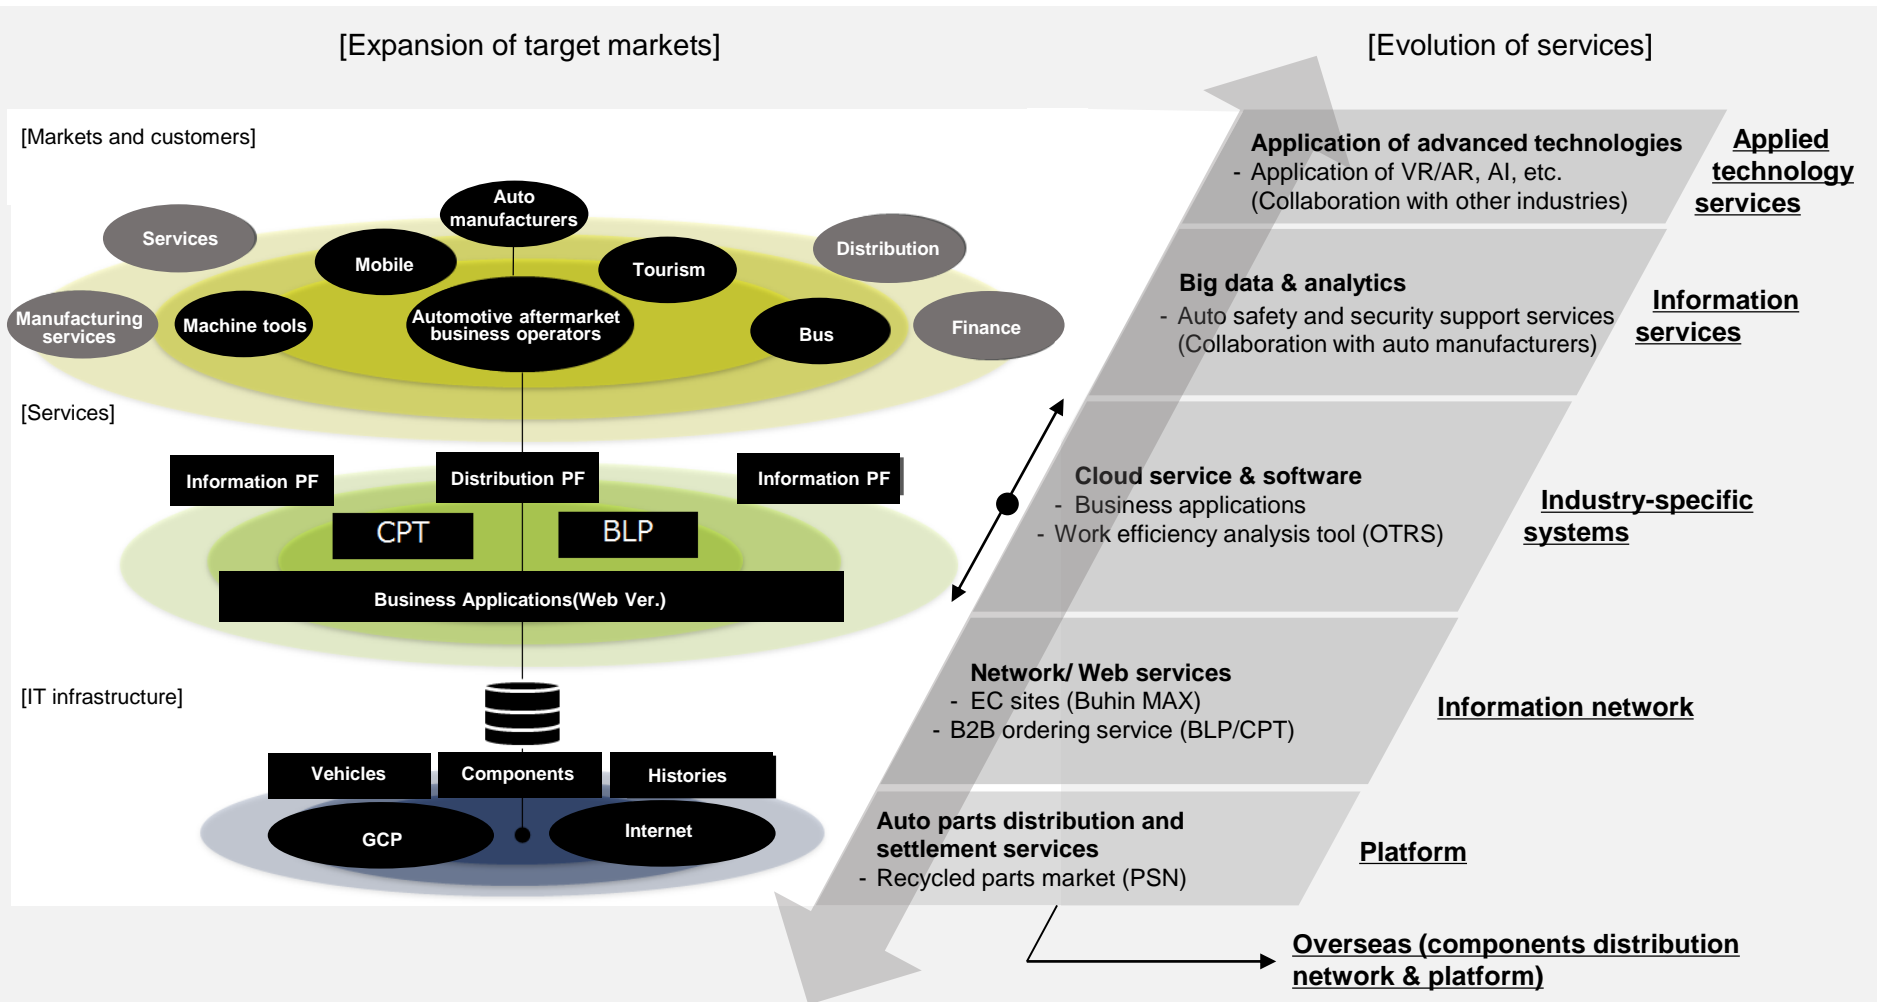 [Expansion of target markets]
[Evolution of services]
[Markets and customers]
Auto
manufacturers
Services
Mobile
Tourism
Distribution
Manufacturing
services
Machine tools
Automotive aftermarket
business operators
Bus
Finance
[Services]
Information PF
Distribution PF
Information PF
CPT
BLP
Business Applications(Web Ver.)
[IT infrastructure]
Vehicles
Components
Histories
GCP
Internet
Application of advanced technologies
- Application of VR/AR, AI, etc.
(Collaboration with other industries)
Applied
technology
services
Big data & analytics
- Auto safety and security support services
(Collaboration with auto manufacturers)
Information
services
Cloud service & software
- Business applications
- Work efficiency analysis tool (OTRS)
Industry-specific
systems
Network/ Web services
- EC sites (Buhin MAX)
- B2B ordering service (BLP/CPT)
Information network
Auto parts distribution and
settlement services
- Recycled parts market (PSN)
Platform
Overseas (components distribution
network & platform)